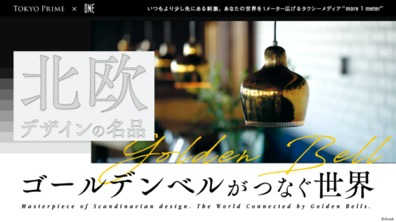 TOKYO PRIME × ONE
いつもより少し先にある刺激。あなたの世界を1メーター広げるタクシーメディア "more 1 meter"
北欧
デザインの名品
Golden Bell
ゴールデンベルがつなぐ世界
Masterpiece of Scandinavian design. The World Connected by Golden Bells.
©Artek